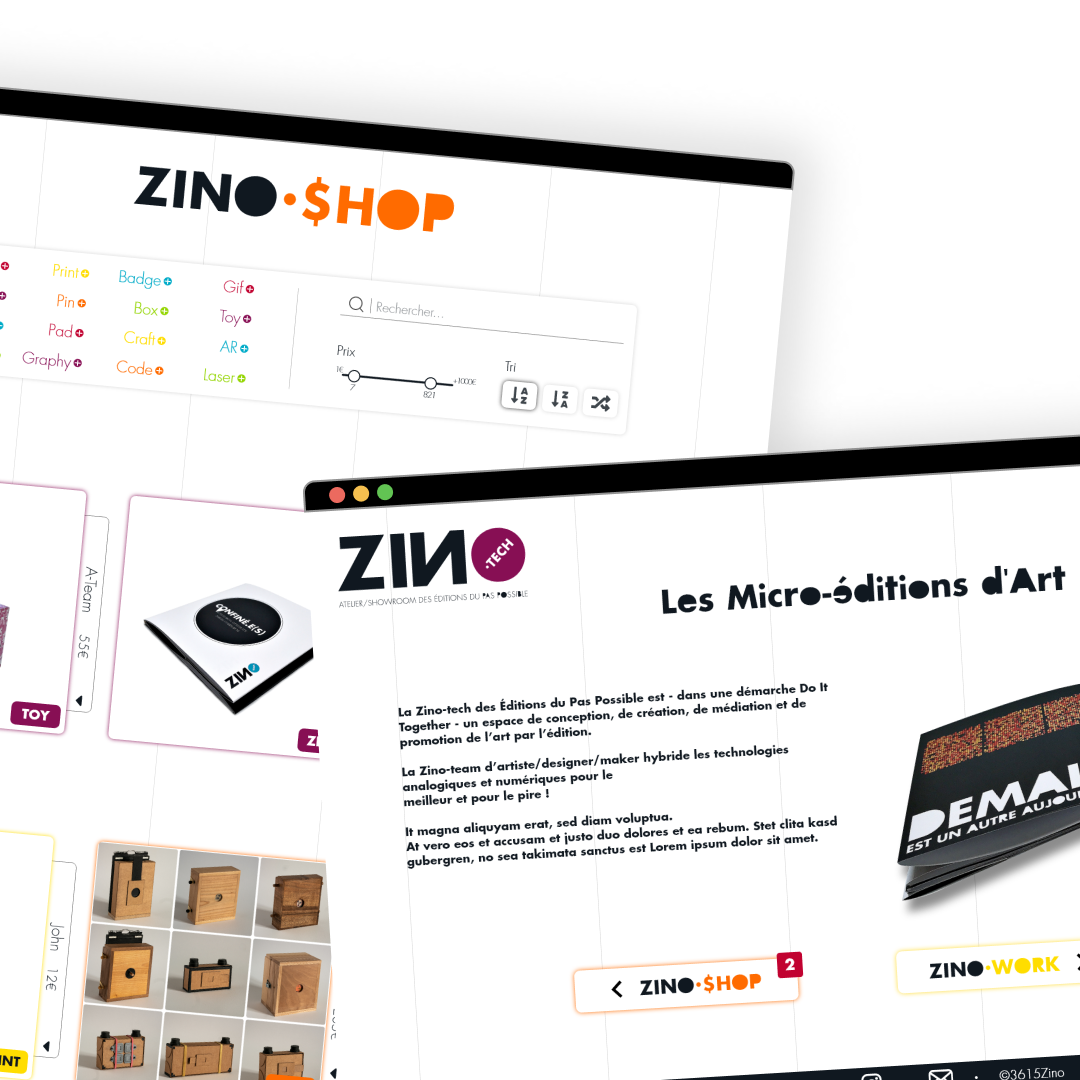 ZINO·$HOP
Print
Badge
Gif
Pin
Box
Toy
Pad
Craft
AR
Graphy
Code
Laser
Rechercher...
Prix
1€
+1000€
7
821
Tri
A
Z
Z
A
A-Team 55€
TOY
CONFINÉ.E(S)
ZINO
John 12€
ZINO
·TECH
ATELIER/SHOWROOM DES ÉDITIONS DU PAS POSSIBLE
Les Micro-éditions d'Art
La Zino-tech des Éditions du Pas Possible est - dans une démarche Do It
Together - un espace de conception, de création, de médiation et de
promotion de l'art par l'édition.
La Zino-team d'artiste/designer/maker hybride les technologies
analogiques et numériques pour le
meilleur et pour le pire !
It magna aliquyam erat, sed diam voluptua.
At vero eos et accusam et justo duo dolores et ea rebum. Stet clita kasd
gubergren, no sea takimata sanctus est Lorem ipsum dolor sit amet.
EST UN AUTRE
ZINO·$HOP
2
ZINO·WORK
©3615Zino